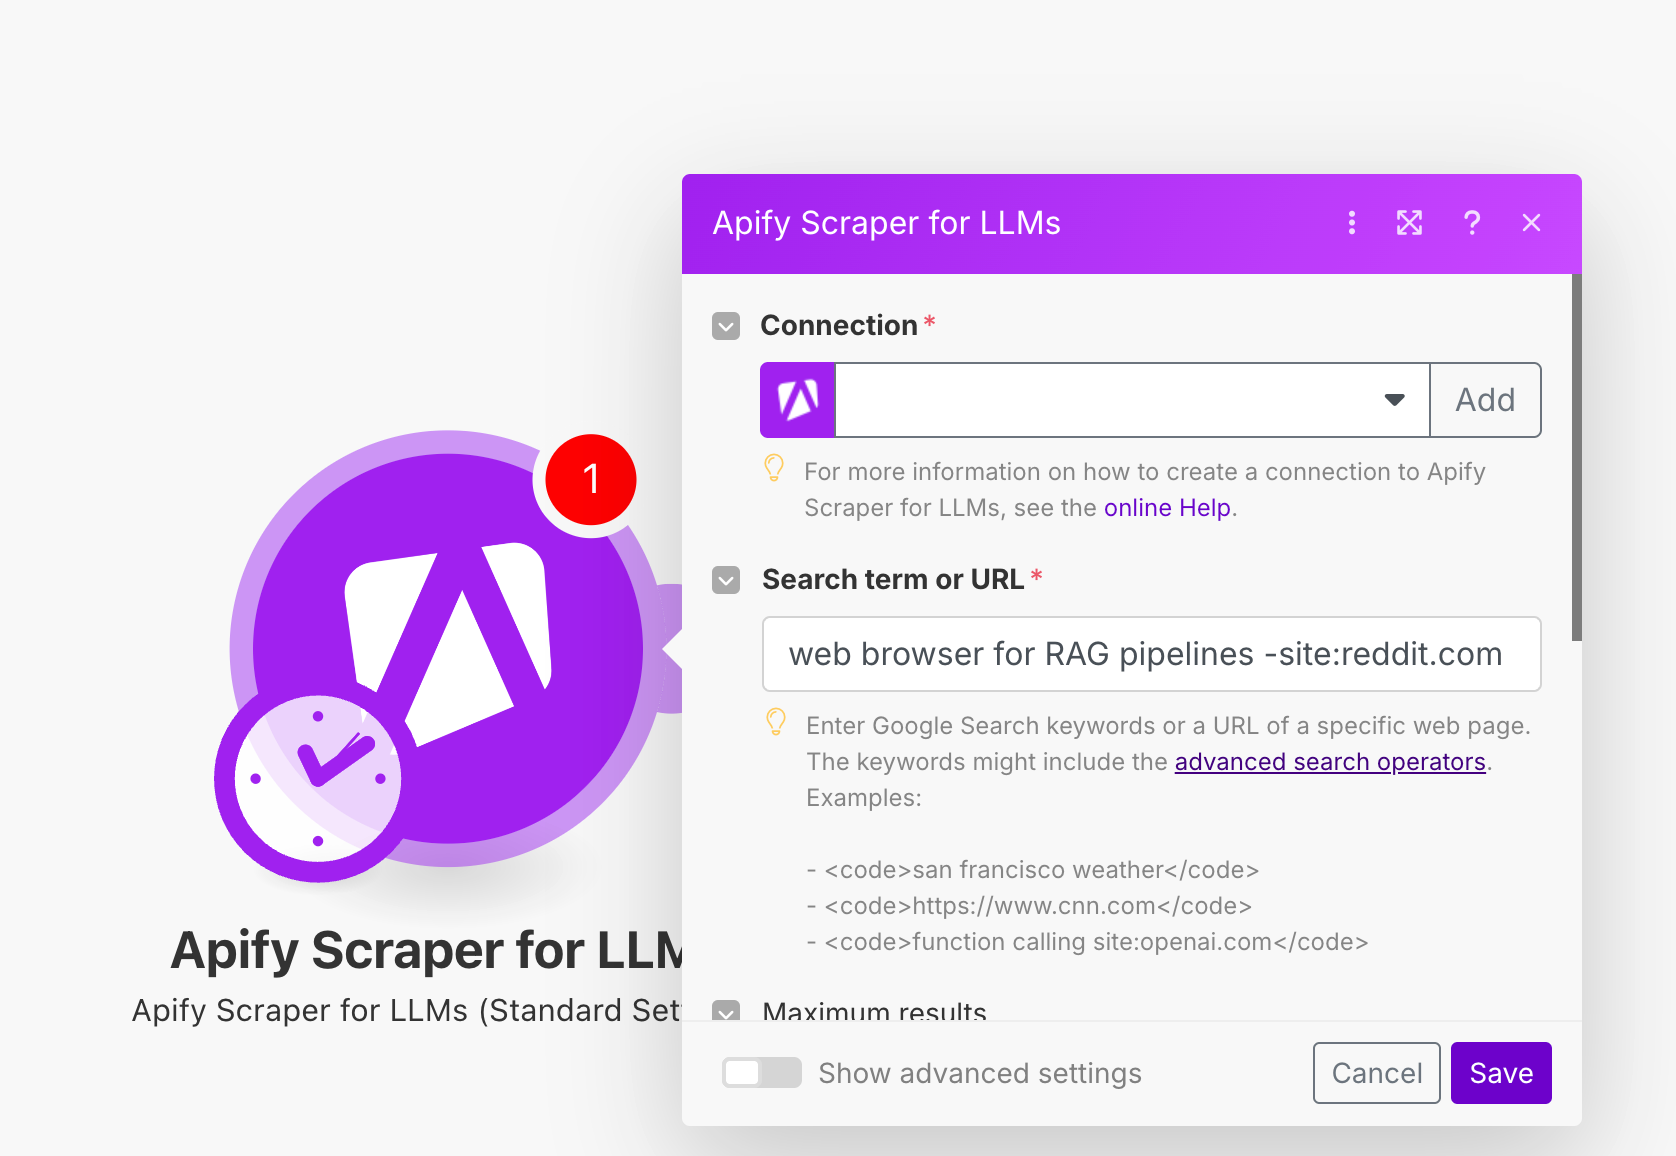 Apify Scraper for LLMs
Connection *
Add
For more information on how to create a connection to Apify
Scraper for LLMs, see the online Help.
Search term or URL *
web browser for RAG pipelines -site:reddit.com
Enter Google Search keywords or a URL of a specific web page.
The keywords might include the advanced search operators.
Examples:
- <code>san francisco weather</code>
- <code>https://www.cnn.com</code>
- <code>function calling site:openai.com</code>
Maximum results
Show advanced settings
Cancel
Save
1
Apify Scraper for LLM
Apify Scraper for LLMs (Standard Set